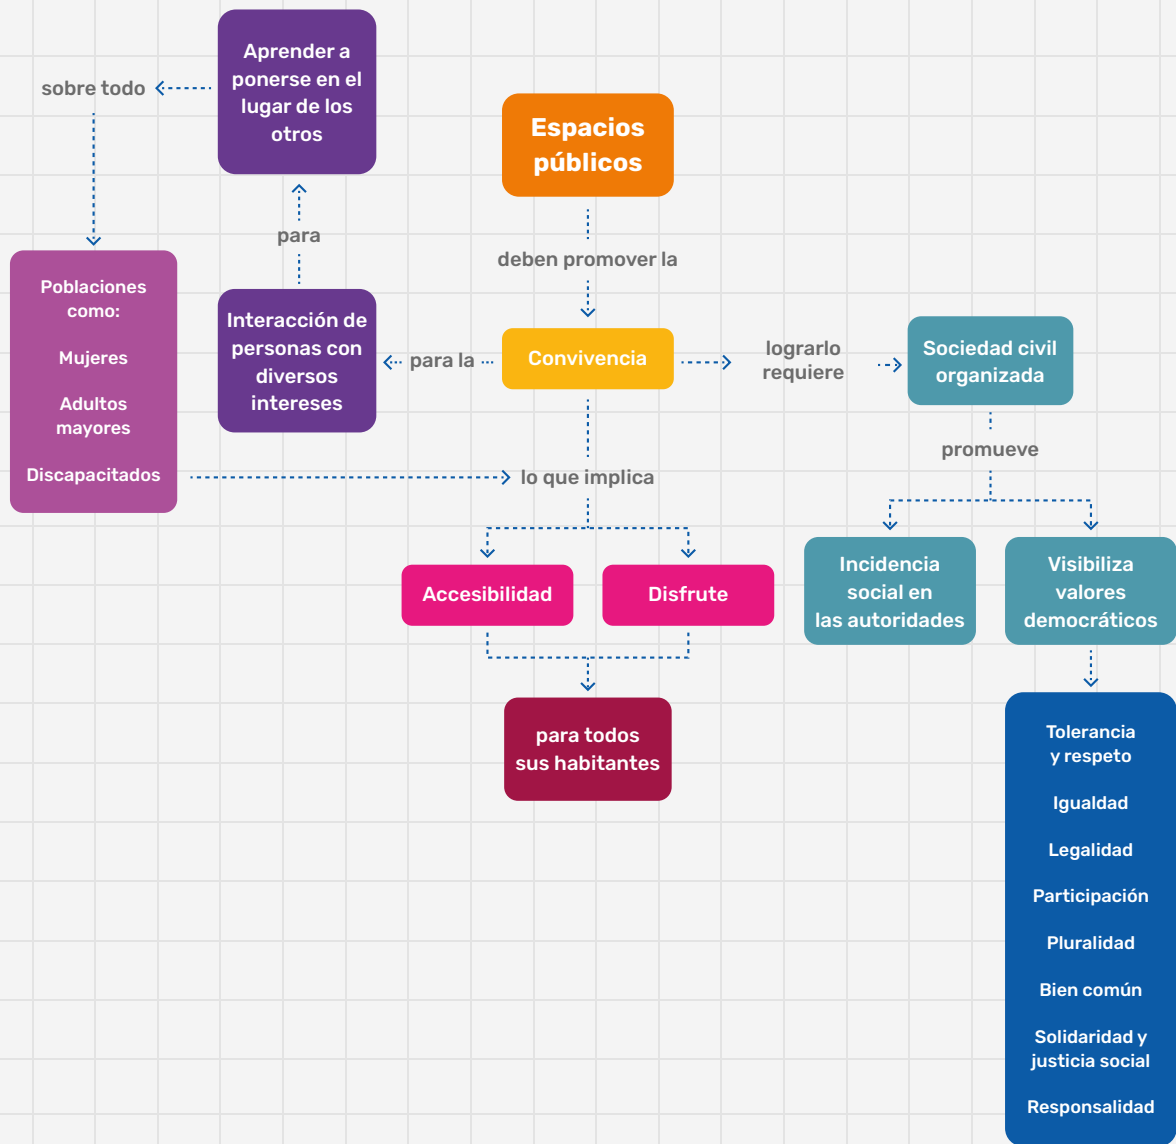 Espacios
públicos
deben promover la
Convivencia
para la
Interacción de
personas con
diversos
intereses
para
Aprender a
ponerse en el
lugar de los
otros
sobre todo
Poblaciones
como:
Mujeres
Adultos
mayores
Discapacitados
lo que implica
Accesibilidad
Disfrute
para todos
sus habitantes
lograrlo
requiere
Sociedad civil
organizada
promueve
Incidencia
social en
las autoridades
Visibiliza
valores
democráticos
Tolerancia
y respeto
Igualdad
Legalidad
Participación
Pluralidad
Bien común
Solidaridad y
justicia social
Responsalidad